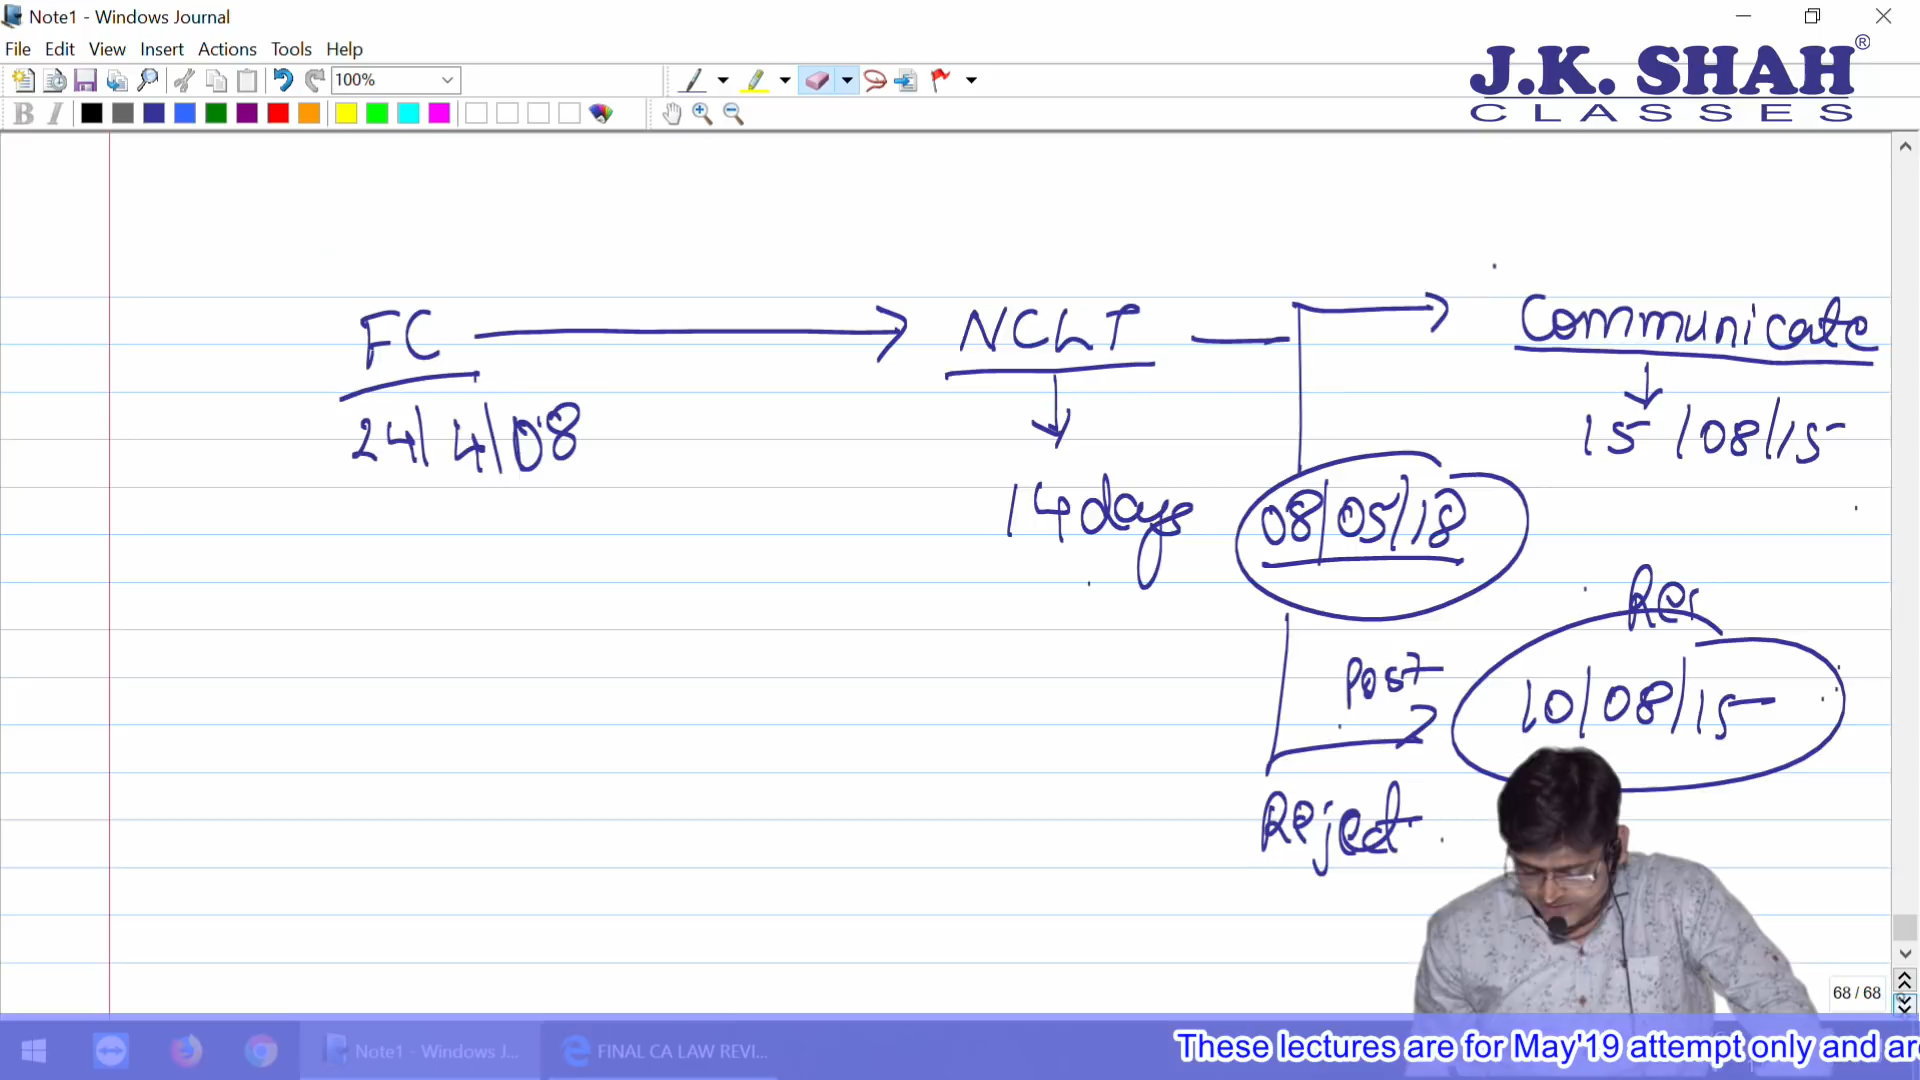 Note1 - Windows Journal
File Edit View Insert Actions Tools Help
100%
B I
J.K. SHAH®
CLASSES
FC NCLT Communicate
24/4/08 15/08/15
14 days 08/05/18
Post 10/08/15
Reject
68 / 68
Note1 - Windows J...
FINAL CA LAW REVI...
These lectures are for May'19 attempt only and